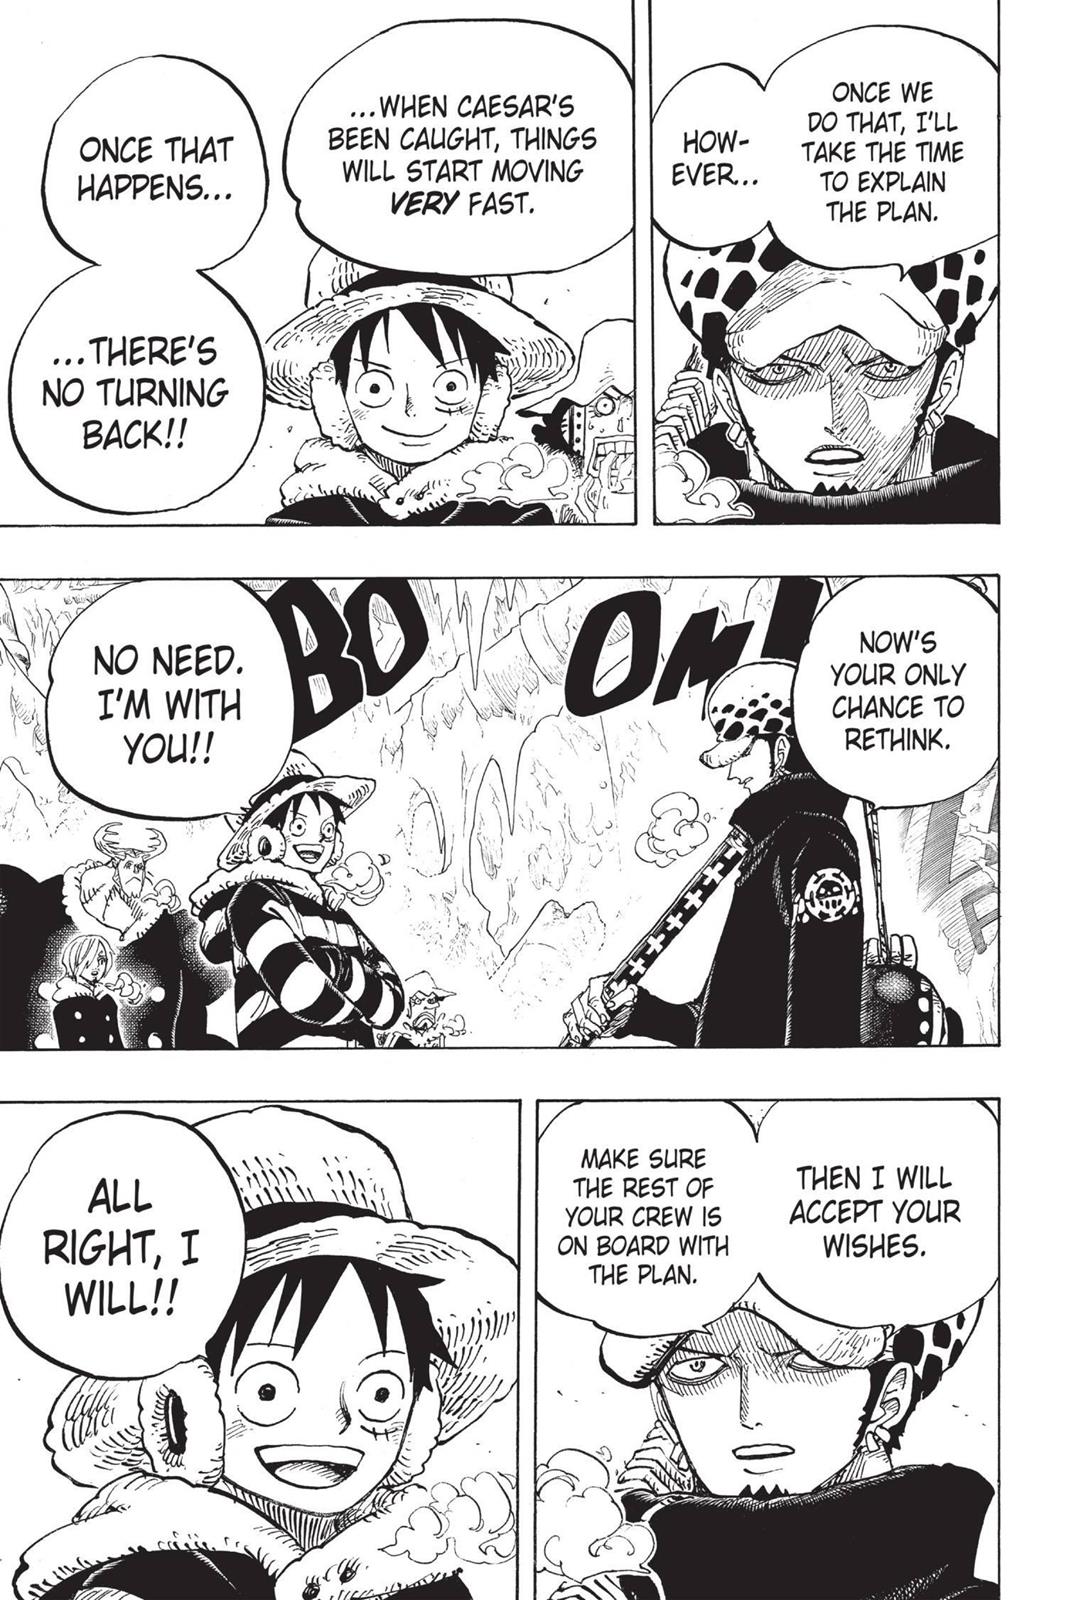 ONCE WE
DO THAT, I'LL
TAKE THE TIME
TO EXPLAIN
THE PLAN.
HOW-
EVER...
...WHEN CAESAR'S
BEEN CAUGHT, THINGS
WILL START MOVING
VERY FAST.
ONCE THAT
HAPPENS...
...THERE'S
NO TURNING
BACK!!
NOW'S
YOUR ONLY
CHANCE TO
RETHINK.
BOOM!
NO NEED.
I'M WITH
YOU!!
THEN I WILL
ACCEPT YOUR
WISHES.
MAKE SURE
THE REST OF
YOUR CREW IS
ON BOARD WITH
THE PLAN.
ALL
RIGHT, I
WILL!!